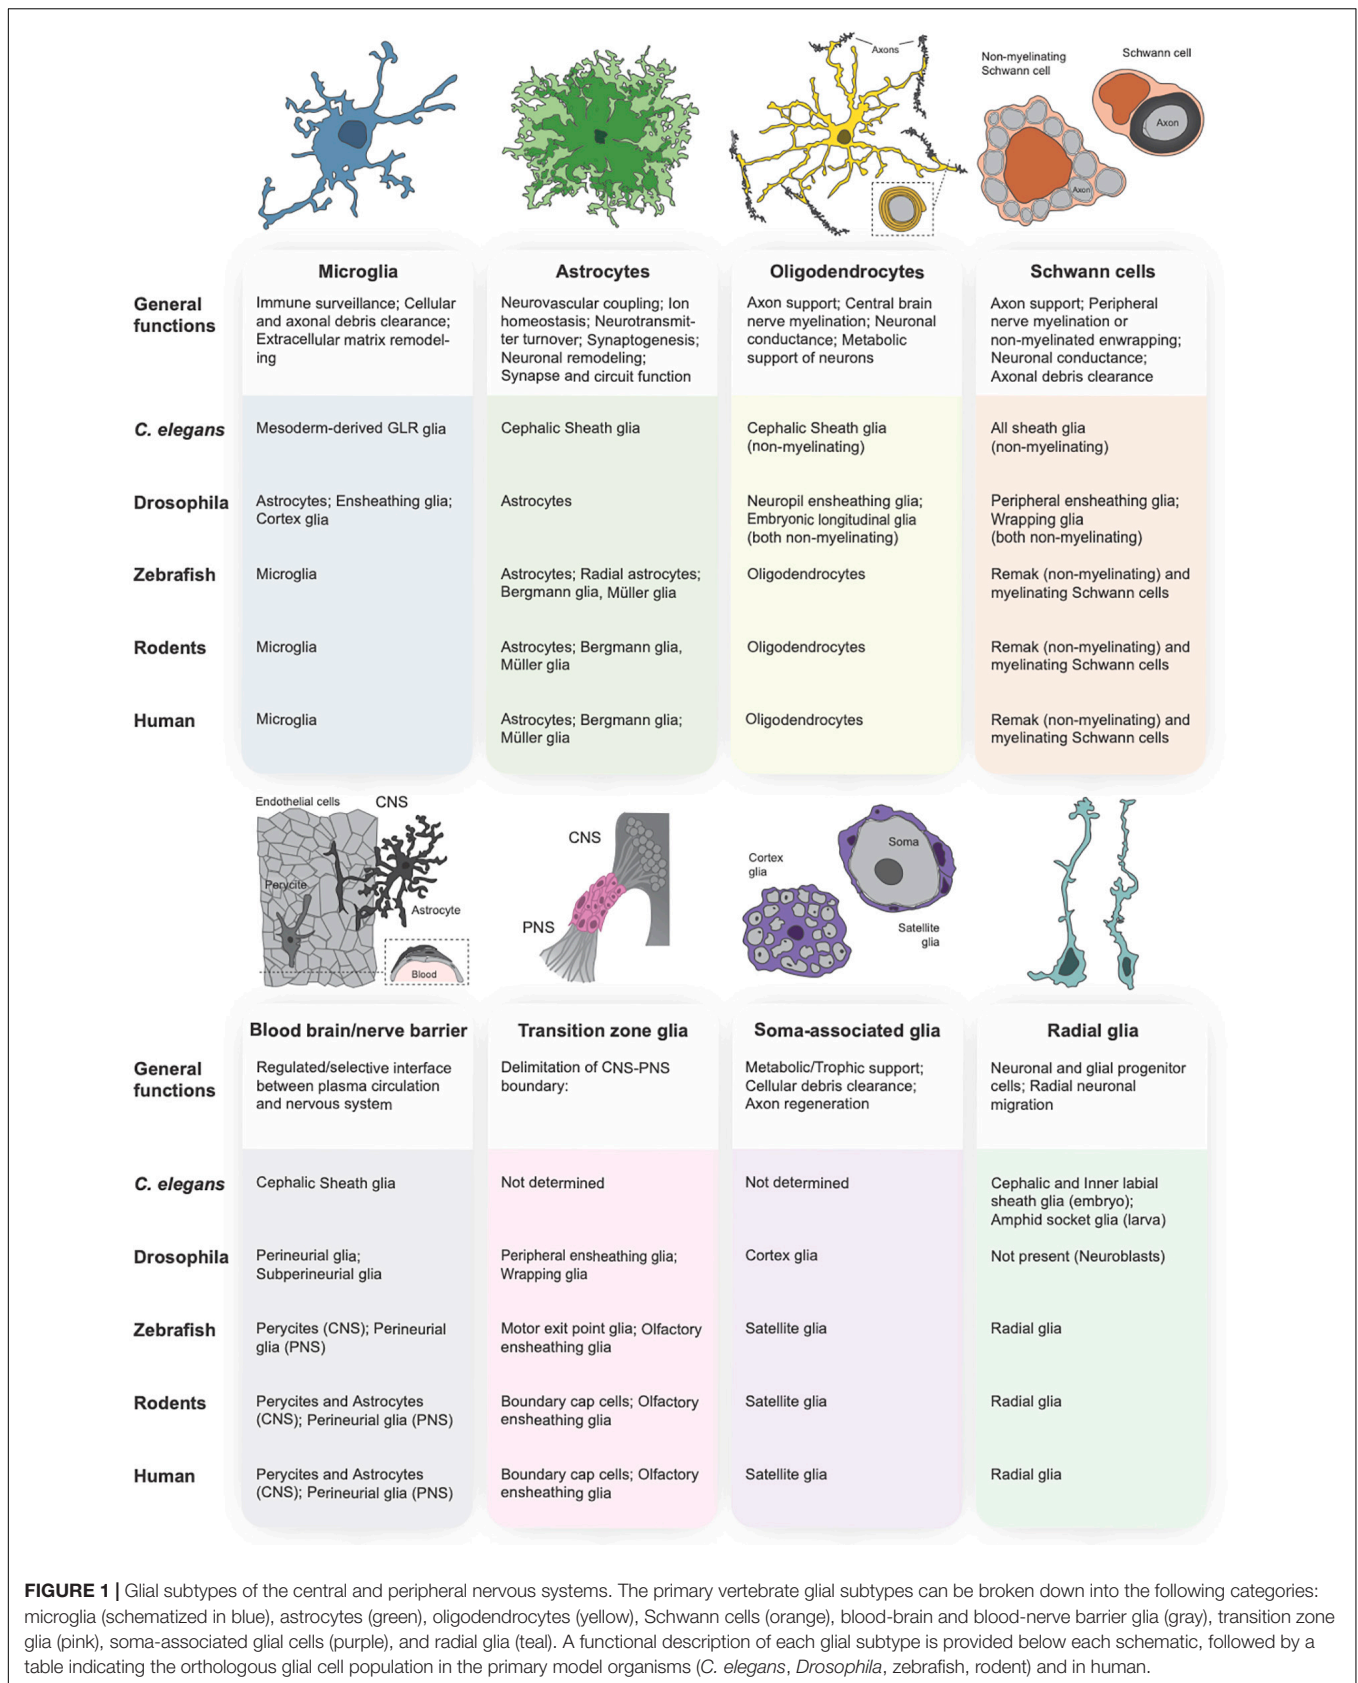 Axons
Non-myelinating
Schwann cell
Schwann cell
Axon
Axon
Microglia
Astrocytes
Oligodendrocytes
Schwann cells
General
functions
Immune surveillance; Cellular
and axonal debris clearance;
Extracellular matrix remodel-
ing
Neurovascular coupling; Ion
homeostasis; Neurotransmit-
ter turnover; Synaptogenesis;
Neuronal remodeling;
Synapse and circuit function
Axon support; Central brain
nerve myelination; Neuronal
conductance; Metabolic
support of neurons
Axon support; Peripheral
nerve myelination or
non-myelinated enwrapping;
Neuronal conductance;
Axonal debris clearance
C. elegans
Mesoderm-derived GLR glia
Cephalic Sheath glia
Cephalic Sheath glia
(non-myelinating)
All sheath glia
(non-myelinating)
Drosophila
Astrocytes; Ensheathing glia;
Cortex glia
Astrocytes
Neuropil ensheathing glia;
Embryonic longitudinal glia
(both non-myelinating)
Peripheral ensheathing glia;
Wrapping glia
(both non-myelinating)
Zebrafish
Microglia
Astrocytes; Radial astrocytes;
Bergmann glia, Müller glia
Oligodendrocytes
Remak (non-myelinating) and
myelinating Schwann cells
Rodents
Microglia
Astrocytes; Bergmann glia,
Müller glia
Oligodendrocytes
Remak (non-myelinating) and
myelinating Schwann cells
Human
Microglia
Astrocytes; Bergmann glia;
Müller glia
Oligodendrocytes
Remak (non-myelinating) and
myelinating Schwann cells
Endothelial cells
CNS
Perycite
Astrocyte
Blood
CNS
PNS
Cortex
glia
Soma
Satellite
glia
Blood brain/nerve barrier
Transition zone glia
Soma-associated glia
Radial glia
General
functions
Regulated/selective interface
between plasma circulation
and nervous system
Delimitation of CNS-PNS
boundary:
Metabolic/Trophic support;
Cellular debris clearance;
Axon regeneration
Neuronal and glial progenitor
cells; Radial neuronal
migration
C. elegans
Cephalic Sheath glia
Not determined
Not determined
Cephalic and Inner labial
sheath glia (embryo);
Amphid socket glia (larva)
Drosophila
Perineurial glia;
Subperineurial glia
Peripheral ensheathing glia;
Wrapping glia
Cortex glia
Not present (Neuroblasts)
Zebrafish
Perycites (CNS); Perineurial
glia (PNS)
Motor exit point glia; Olfactory
ensheathing glia
Satellite glia
Radial glia
Rodents
Perycites and Astrocytes
(CNS); Perineurial glia (PNS)
Boundary cap cells; Olfactory
ensheathing glia
Satellite glia
Radial glia
Human
Perycites and Astrocytes
(CNS); Perineurial glia (PNS)
Boundary cap cells; Olfactory
ensheathing glia
Satellite glia
Radial glia
FIGURE 1 | Glial subtypes of the central and peripheral nervous systems. The primary vertebrate glial subtypes can be broken down into the following categories:
microglia (schematized in blue), astrocytes (green), oligodendrocytes (yellow), Schwann cells (orange), blood-brain and blood-nerve barrier glia (gray), transition zone
glia (pink), soma-associated glial cells (purple), and radial glia (teal). A functional description of each glial subtype is provided below each schematic, followed by a
table indicating the orthologous glial cell population in the primary model organisms (C. elegans, Drosophila, zebrafish, rodent) and in human.